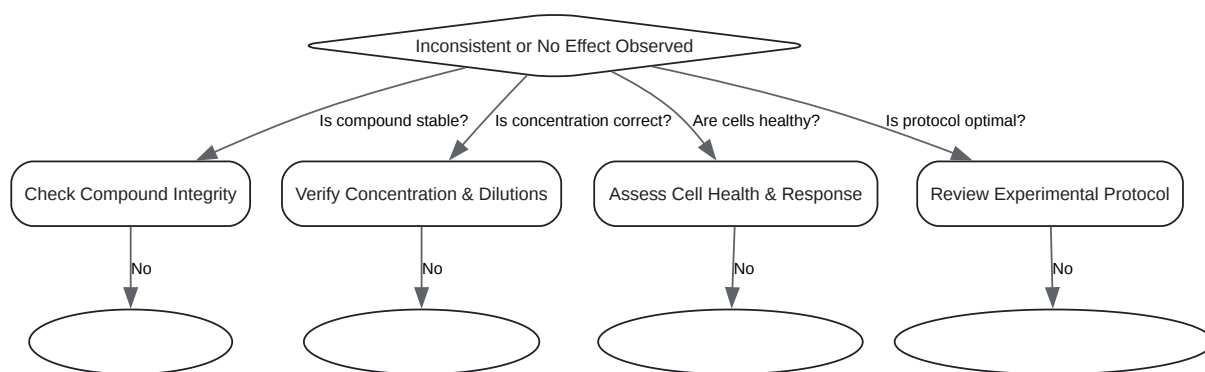 Inconsistent or No Effect Observed
Is compound stable?
Is concentration correct?
Are cells healthy?
Is protocol optimal?
Check Compound Integrity
Verify Concentration & Dilutions
Assess Cell Health & Response
Review Experimental Protocol
No
No
No
No